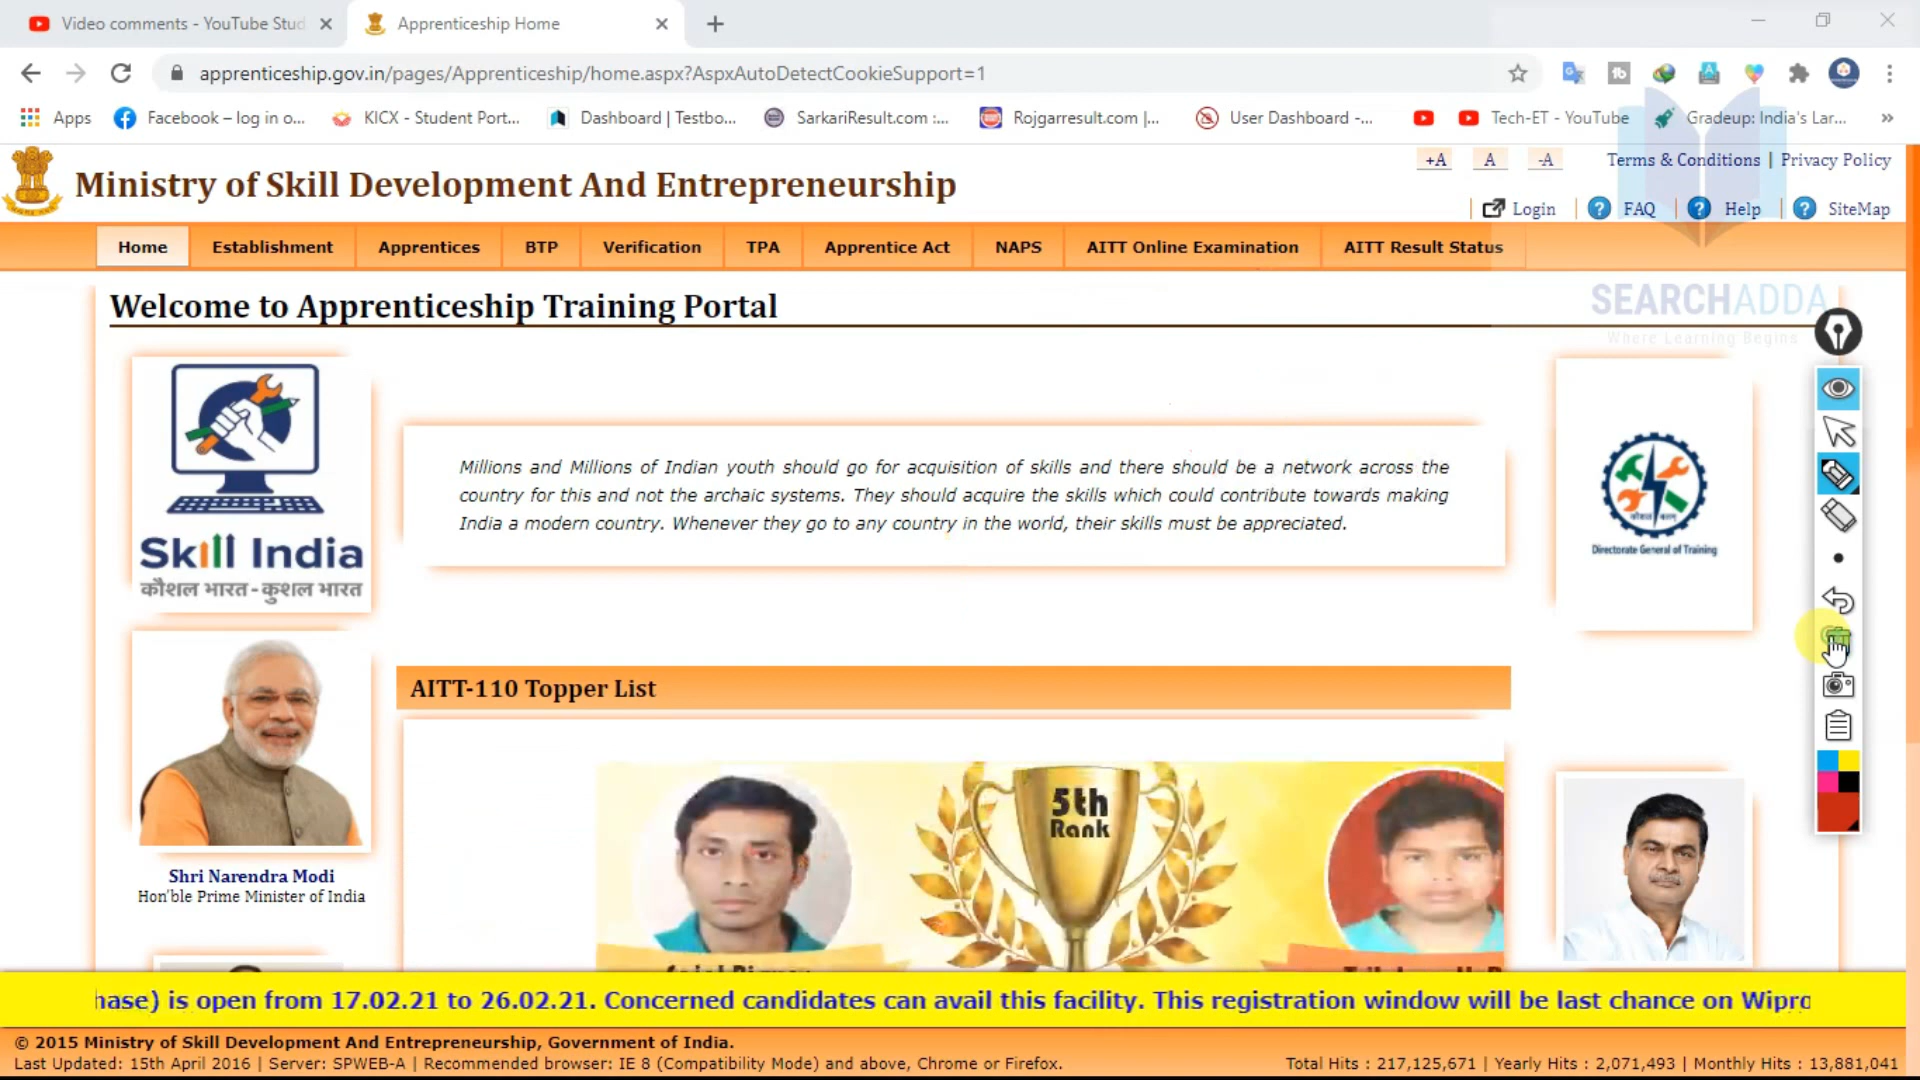 Video comments - YouTube Stud
Apprenticeship Home
apprenticeship.gov.in/pages/Apprenticeship/home.aspx?AspxAutoDetectCookieSupport=1
Apps
Facebook – log in o...
KICX - Student Port...
Dashboard | Testbo...
SarkariResult.com :...
Rojgarresult.com |...
User Dashboard -...
Tech-ET - YouTube
Gradeup: India's Lar...
»
Ministry of Skill Development And Entrepreneurship
+A
A
-A
Terms & Conditions | Privacy Policy
Login
FAQ
Help
SiteMap
Home
Establishment
Apprentices
BTP
Verification
TPA
Apprentice Act
NAPS
AITT Online Examination
AITT Result Status
Welcome to Apprenticeship Training Portal
SEARCHADDA
Where Learning Begins
Skill India
कौशल भारत - कुशल भारत
Millions and Millions of Indian youth should go for acquisition of skills and there should be a network across the
country for this and not the archaic systems. They should acquire the skills which could contribute towards making
India a modern country. Whenever they go to any country in the world, their skills must be appreciated.
Directorate General of Training
AITT-110 Topper List
5th
Rank
Shri Narendra Modi
Hon'ble Prime Minister of India
is open from 17.02.21 to 26.02.21. Concerned candidates can avail this facility. This registration window will be last chance on
© 2015 Ministry of Skill Development And Entrepreneurship, Government of India.
Last Updated: 15th April 2016 | Server: SPWEB-A | Recommended browser: IE 8 (Compatibility Mode) and above, Chrome or Firefox.
Total Hits : 217,125,671 | Yearly Hits : 2,071,493 | Monthly Hits : 13,881,041